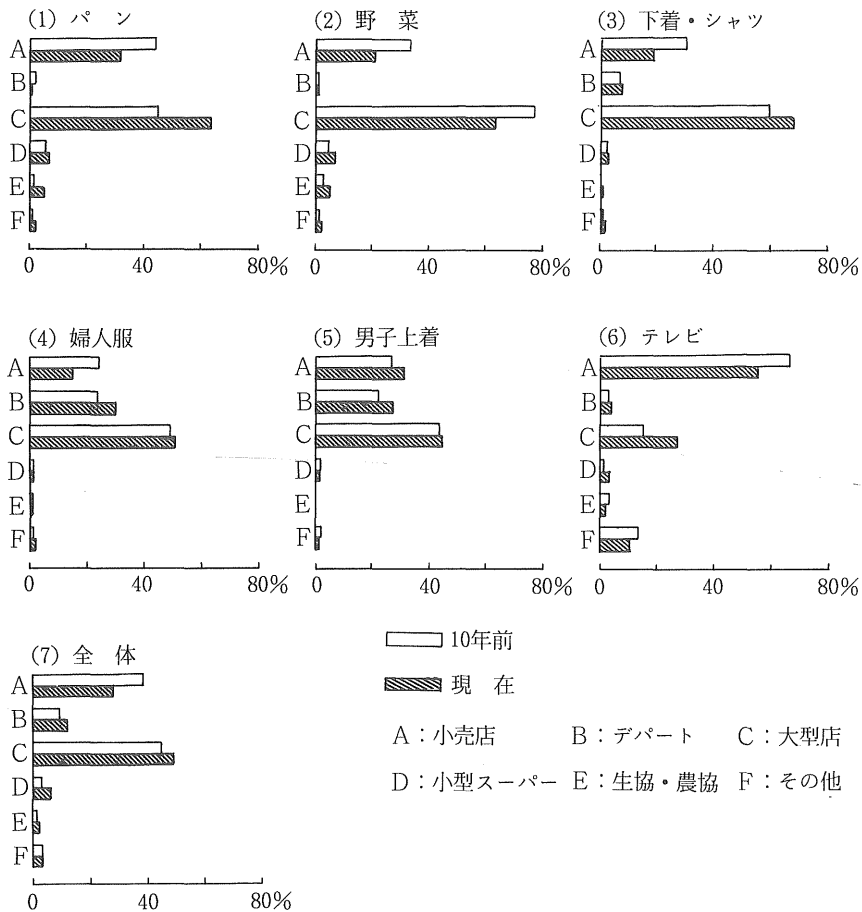 (1) パン
A
B
C
D
E
F
0 40 80%
(2) 野菜
A
B
C
D
E
F
0 40 80%
(3) 下着・シャツ
A
B
C
D
E
F
0 40 80%
(4) 婦人服
A
B
C
D
E
F
0 40 80%
(5) 男子上着
A
B
C
D
E
F
0 40 80%
(6) テレビ
A
B
C
D
E
F
0 40 80%
(7) 全体
A
B
C
D
E
F
0 40 80%
10年前
現在
A：小売店 B：デパート C：大型店
D：小型スーパー E：生協・農協 F：その他